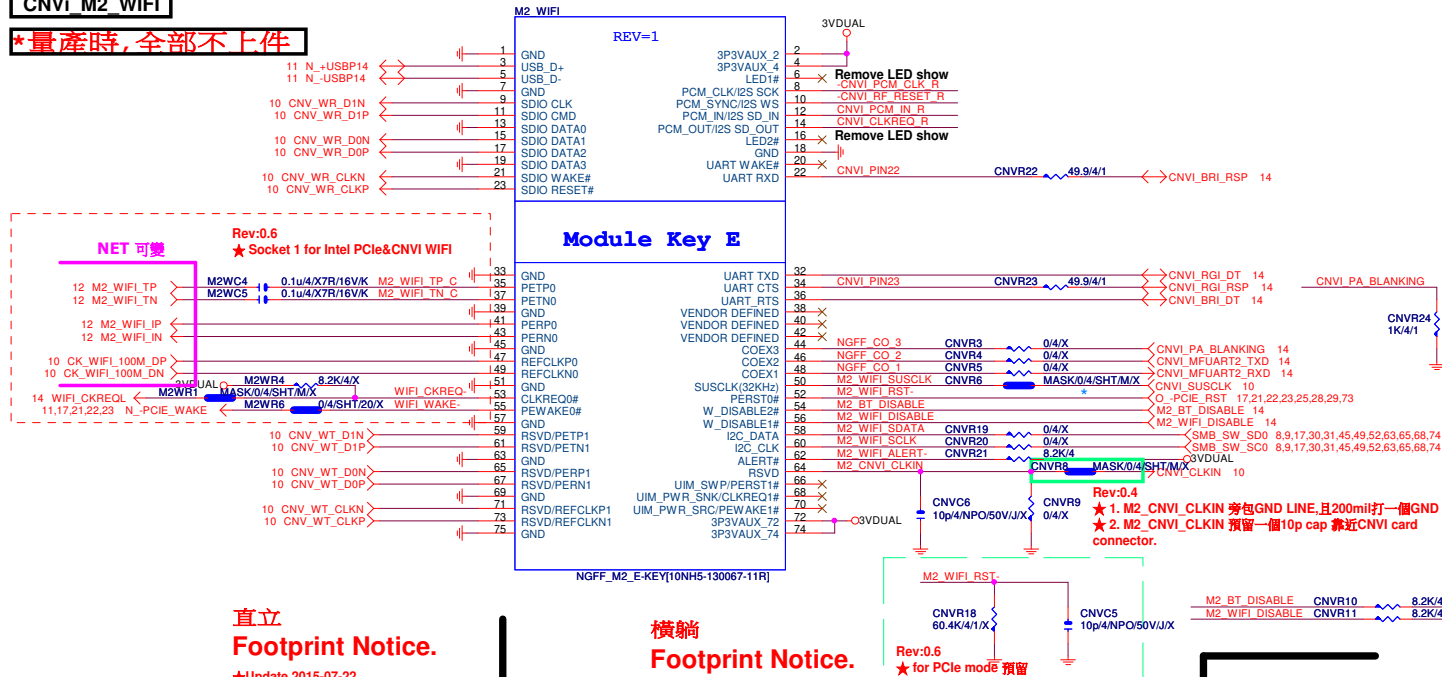 CNVi_M2_WIFI
*量產時,全部不上件
M2_WIFI
REV=1
3VDUAL
1 GND 3P3VAUX_2 2
11 N_+USBP14 3 USB_D+ 3P3VAUX_4 4
11 N_-USBP14 5 USB_D- LED1# 6 Remove LED show
7 GND PCM_CLK/I2S SCK 8 -CNVI_PCM_CLK_R
10 CNV_WR_D1N 9 SDIO CLK PCM_SYNC/I2S WS 10 -CNVI_RF_RESET_R
10 CNV_WR_D1P 11 SDIO CMD PCM_IN/I2S SD_IN 12 CNVI_PCM_IN_R
13 SDIO DATA0 PCM_OUT/I2S SD_OUT 14 CNVI_CLKREQ_R
10 CNV_WR_D0N 15 SDIO DATA1 LED2# 16 Remove LED show
10 CNV_WR_D0P 17 SDIO DATA2 GND 18
19 SDIO DATA3 UART WAKE# 20
10 CNV_WR_CLKN 21 SDIO WAKE# UART RXD 22 CNVI_PIN22 CNVR22 49.9/4/1 CNVI_BRI_RSP 14
10 CNV_WR_CLKP 23 SDIO RESET#
Module Key E
NET 可變
Rev:0.6
★ Socket 1 for Intel PCIe&CNVI WIFI
33 GND UART TXD 32 CNVI_RGI_DT 14
12 M2_WIFI_TP M2WC4 0.1u/4/X7R/16V/K M2_WIFI_TP_C 35 PETP0 UART CTS 34 CNVI_PIN23 CNVR23 49.9/4/1 CNVI_RGI_RSP 14
12 M2_WIFI_TN M2WC5 0.1u/4/X7R/16V/K M2_WIFI_TN_C 37 PETN0 UART_RTS 36 CNVI_BRI_DT 14
CNVI_PA_BLANKING
CNVR24
1K/4/1
39 GND VENDOR DEFINED 38
12 M2_WIFI_IP 41 PERP0 VENDOR DEFINED 40
12 M2_WIFI_IN 43 PERN0 VENDOR DEFINED 42
45 GND COEX3 44 NGFF_CO_3 CNVR3 0/4/X CNVI_PA_BLANKING 14
10 CK_WIFI_100M_DP 47 REFCLKP0 COEX2 46 NGFF_CO_2 CNVR4 0/4/X CNVI_MFUART2_TXD 14
10 CK_WIFI_100M_DN 49 REFCLKN0 COEX1 48 NGFF_CO_1 CNVR5 0/4/X CNVI_MFUART2_RXD 14
3VDUAL M2WR4 8.2K/4/X 51 GND SUSCLK(32KHz) 50 M2_WIFI_SUSCLK CNVR6 MASK/0/4/SHT/M/X CNVI_SUSCLK 10
14 WIFI_CKREQL M2WR1 MASK/0/4/SHT/M/X WIFI_CKREQ- 53 CLKREQ0# PERST0# 52 M2_WIFI_RST- * O_-PCIE_RST 17,21,22,23,25,28,29,73
11,17,21,22,23 N_-PCIE_WAKE M2WR6 0/4/SHT/20/X WIFI_WAKE- 55 PEWAKE0# W_DISABLE2# 54 M2_BT_DISABLE M2_BT_DISABLE 14
57 GND W_DISABLE1# 56 M2_WIFI_DISABLE M2_WIFI_DISABLE 14
10 CNV_WT_D1N 59 RSVD/PETP1 I2C_DATA 58 M2_WIFI_SDATA CNVR19 0/4/X SMB_SW_SD0 8,9,17,30,31,45,49,52,63,65,68,74
10 CNV_WT_D1P 61 RSVD/PETN1 I2C_CLK 60 M2_WIFI_SCLK CNVR20 0/4/X SMB_SW_SC0 8,9,17,30,31,45,49,52,63,65,68,74
63 GND ALERT# 62 M2_WIFI_ALERT- CNVR21 8.2K/4 3VDUAL
10 CNV_WT_D0N 65 RSVD/PERP1 RSVD 64 M2_CNVI_CLKIN CNVR8 MASK/0/4/SHT/M/X CNVI_CLKIN 10
10 CNV_WT_D0P 67 RSVD/PERN1 UIM_SWP/PERST1# 66
69 GND UIM_PWR_SNK/CLKREQ1# 68
10 CNV_WT_CLKN 71 RSVD/REFCLKP1 UIM_PWR_SRC/PEWAKE1# 70
10 CNV_WT_CLKP 73 RSVD/REFCLKN1 3P3VAUX_72 72 3VDUAL
75 GND 3P3VAUX_74 74
CNVC6
10p/4/NPO/50V/J/X
CNVR9
0/4/X
Rev:0.4
★ 1. M2_CNVI_CLKIN 旁包GND LINE,且200mil打一個GND
★ 2. M2_CNVI_CLKIN 預留一個10p cap 靠近CNVI card
connector.
NGFF_M2_E-KEY[10NH5-130067-11R]
M2_WIFI_RST-
CNVR18
60.4K/4/1/X
CNVC5
10p/4/NPO/50V/J/X
Rev:0.6
★ for PCIe mode 預留
M2_BT_DISABLE CNVR10 8.2K/4
M2_WIFI_DISABLE CNVR11 8.2K/4
直立
Footprint Notice.
★Update 2015-07-22
橫躺
Footprint Notice.